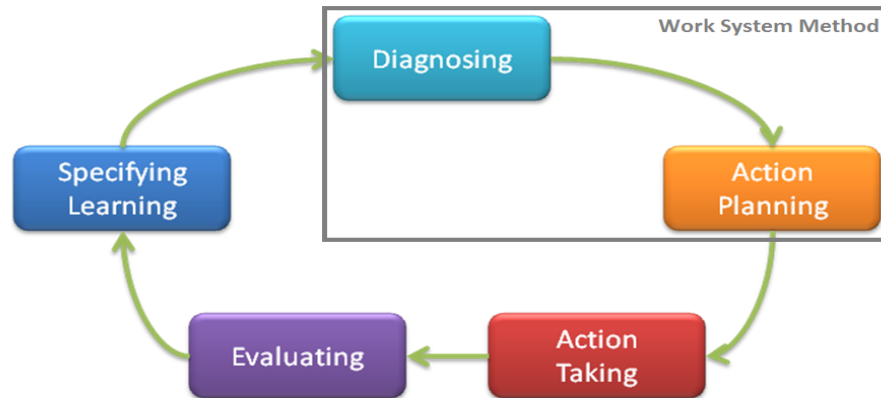 Work System Method
Diagnosing
Specifying
Learning
Action
Planning
Evaluating
Action
Taking